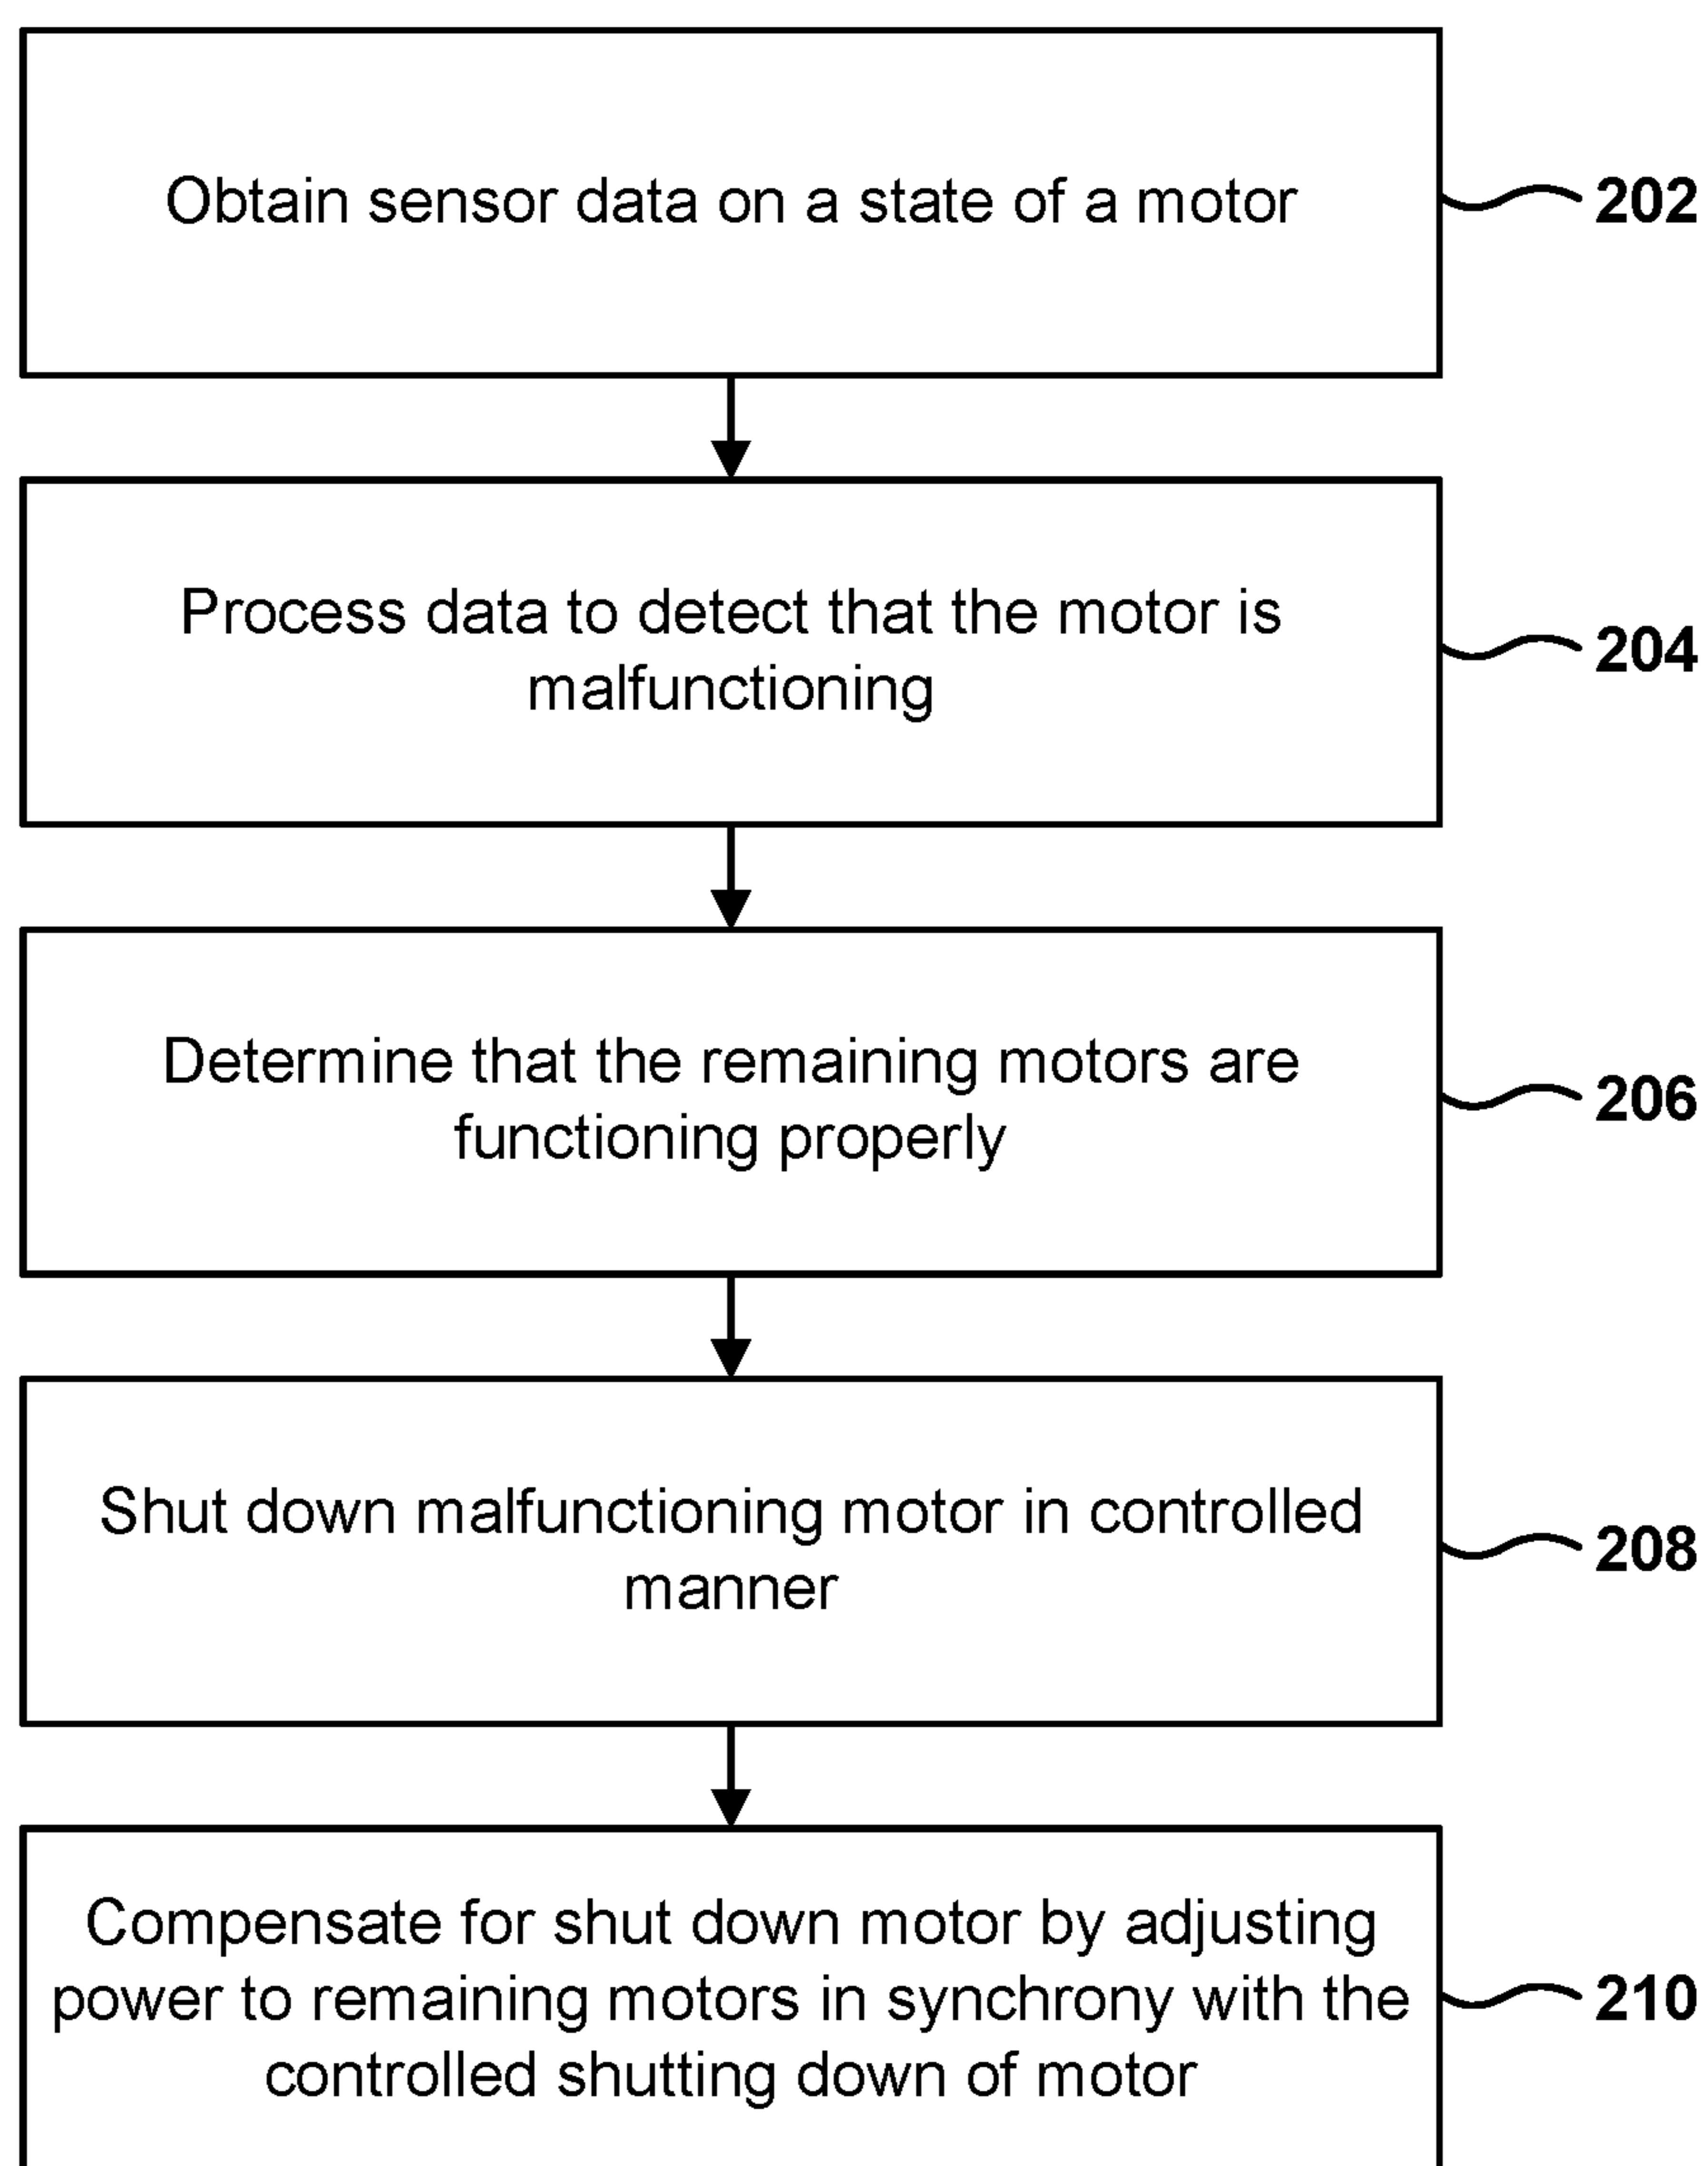 Obtain sensor data on a state of a motor
202
Process data to detect that the motor is
malfunctioning
204
Determine that the remaining motors are
functioning properly
206
Shut down malfunctioning motor in controlled
manner
208
Compensate for shut down motor by adjusting
power to remaining motors in synchrony with the
controlled shutting down of motor
210